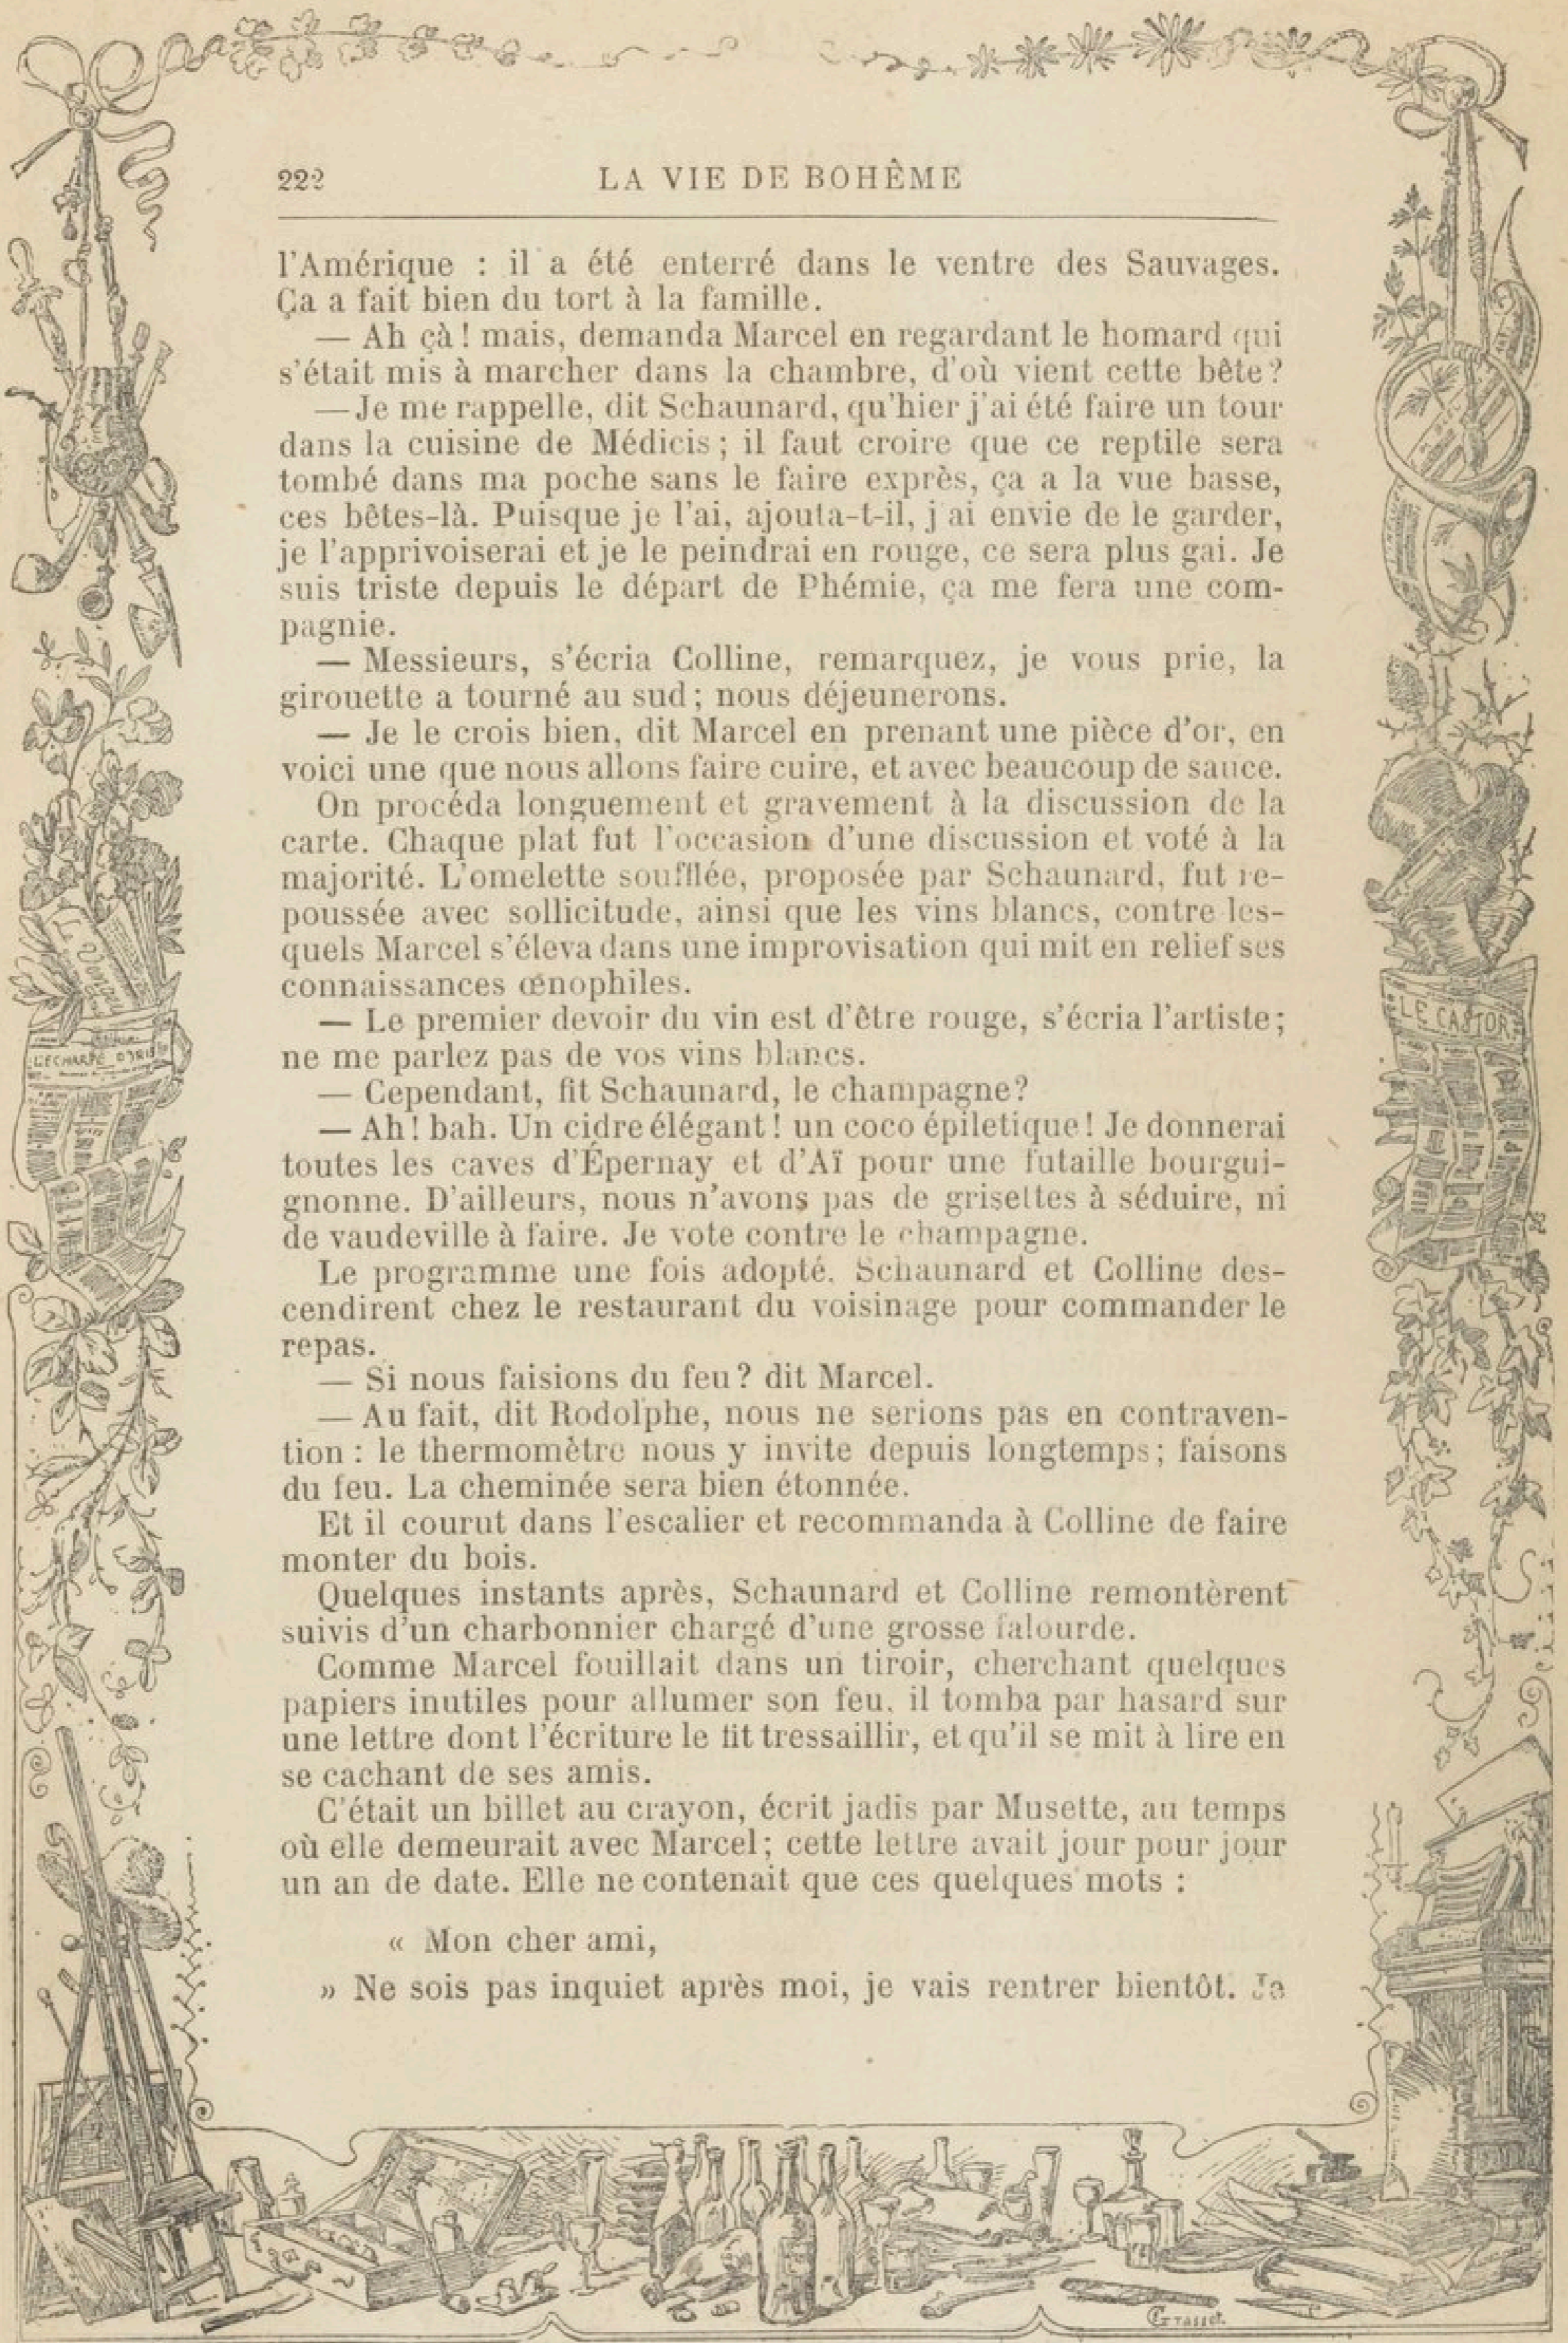 222
LA VIE DE BOHÊME
l'Amérique : il a été enterré dans le ventre des Sauvages.
Ça a fait bien du tort à la famille.
— Ah çà ! mais, demanda Marcel en regardant le homard qui
s'était mis à marcher dans la chambre, d'où vient cette bête ?
— Je me rappelle, dit Schaunard, qu'hier j'ai été faire un tour
dans la cuisine de Médicis ; il faut croire que ce reptile sera
tombé dans ma poche sans le faire exprès, ça a la vue basse,
ces bêtes-là. Puisque je l'ai, ajouta-t-il, j'ai envie de le garder,
je l'apprivoiserai et je le peindrai en rouge, ce sera plus gai. Je
suis triste depuis le départ de Phémie, ça me fera une com-
pagnie.
— Messieurs, s'écria Colline, remarquez, je vous prie, la
girouette a tourné au sud ; nous déjeunerons.
— Je le crois bien, dit Marcel en prenant une pièce d'or, en
voici une que nous allons faire cuire, et avec beaucoup de sauce.
On procéda longuement et gravement à la discussion de la
carte. Chaque plat fut l'occasion d'une discussion et voté à la
majorité. L'omelette soufflée, proposée par Schaunard, fut re-
poussée avec sollicitude, ainsi que les vins blancs, contre les-
quels Marcel s'éleva dans une improvisation qui mit en relief ses
connaissances œnophiles.
— Le premier devoir du vin est d'être rouge, s'écria l'artiste ;
ne me parlez pas de vos vins blancs.
— Cependant, fit Schaunard, le champagne ?
— Ah ! bah. Un cidre élégant ! un coco épiletique ! Je donnerai
toutes les caves d'Épernay et d'Aï pour une futaille bourgui-
gnonne. D'ailleurs, nous n'avons pas de grisettes à séduire, ni
de vaudeville à faire. Je vote contre le champagne.
Le programme une fois adopté, Schaunard et Colline des-
cendirent chez le restaurant du voisinage pour commander le
repas.
— Si nous faisions du feu ? dit Marcel.
— Au fait, dit Rodolphe, nous ne serions pas en contraven-
tion : le thermomètre nous y invite depuis longtemps ; faisons
du feu. La cheminée sera bien étonnée.
Et il courut dans l'escalier et recommanda à Colline de faire
monter du bois.
Quelques instants après, Schaunard et Colline remontèrent
suivis d'un charbonnier chargé d'une grosse falourde.
Comme Marcel fouillait dans un tiroir, cherchant quelques
papiers inutiles pour allumer son feu, il tomba par hasard sur
une lettre dont l'écriture le fit tressaillir, et qu'il se mit à lire en
se cachant de ses amis.
C'était un billet au crayon, écrit jadis par Musette, au temps
où elle demeurait avec Marcel ; cette lettre avait jour pour jour
un an de date. Elle ne contenait que ces quelques mots :
« Mon cher ami,
» Ne sois pas inquiet après moi, je vais rentrer bientôt. Je
L'ECHARPE D'IRIS
LE CASTOR
Grasset